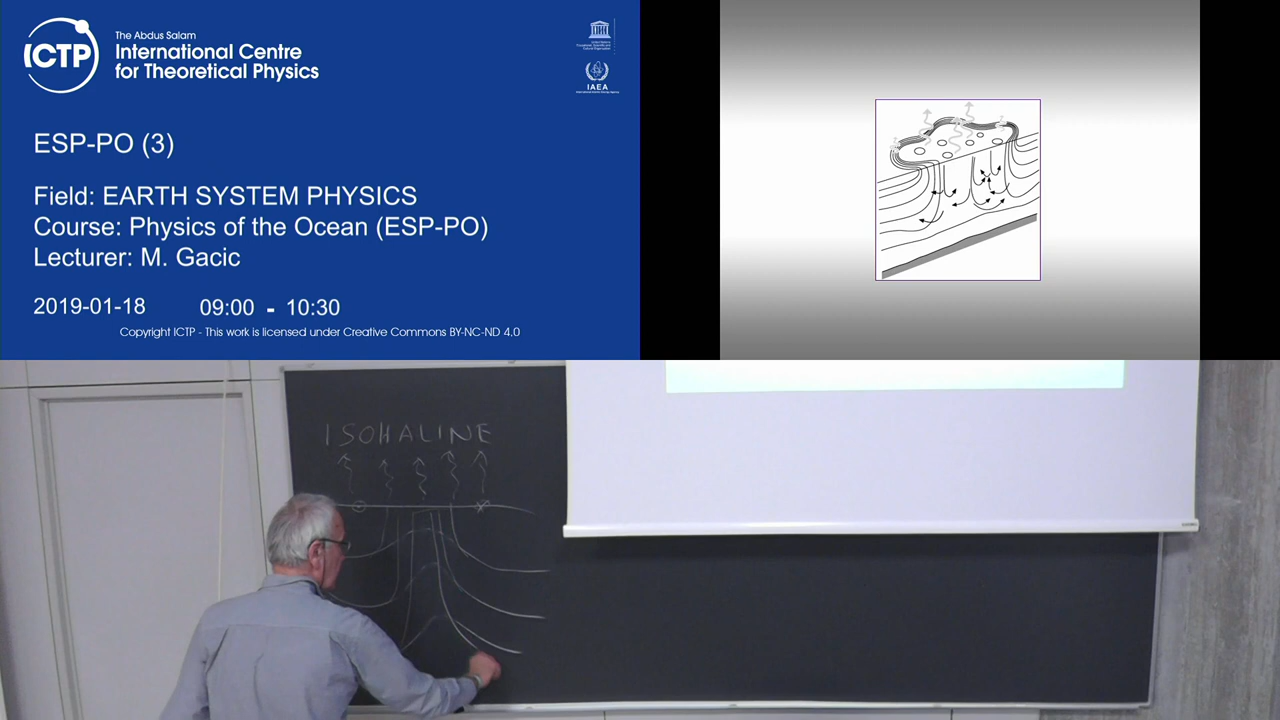 The Abdus Salam
ICTP
International Centre
for Theoretical Physics
IAEA
ESP-PO (3)
Field: EARTH SYSTEM PHYSICS
Course: Physics of the Ocean (ESP-PO)
Lecturer: M. Gacic
2019-01-18 09:00 - 10:30
Copyright ICTP - This work is licensed under Creative Commons BY-NC-ND 4.0
ISOHALINE